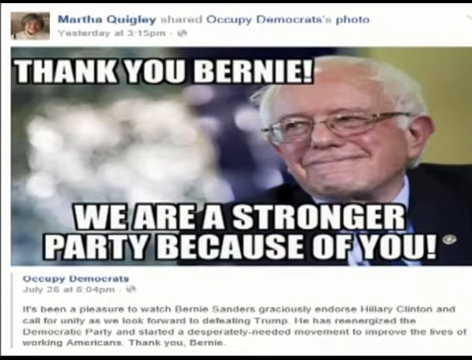 Martha Quigley shared Occupy Democrats's photo
Yesterday at 3:15pm ·
THANK YOU BERNIE!
WE ARE A STRONGER
PARTY BECAUSE OF YOU!
Occupy Democrats
July 26 at 8:04pm ·
It's been a pleasure to watch Bernie Sanders graciously endorse Hillary Clinton and
call for unity as we look forward to defeating Trump. He has reenergized the
Democratic Party and started a desperately-needed movement to improve the lives of
working Americans. Thank you, Bernie.